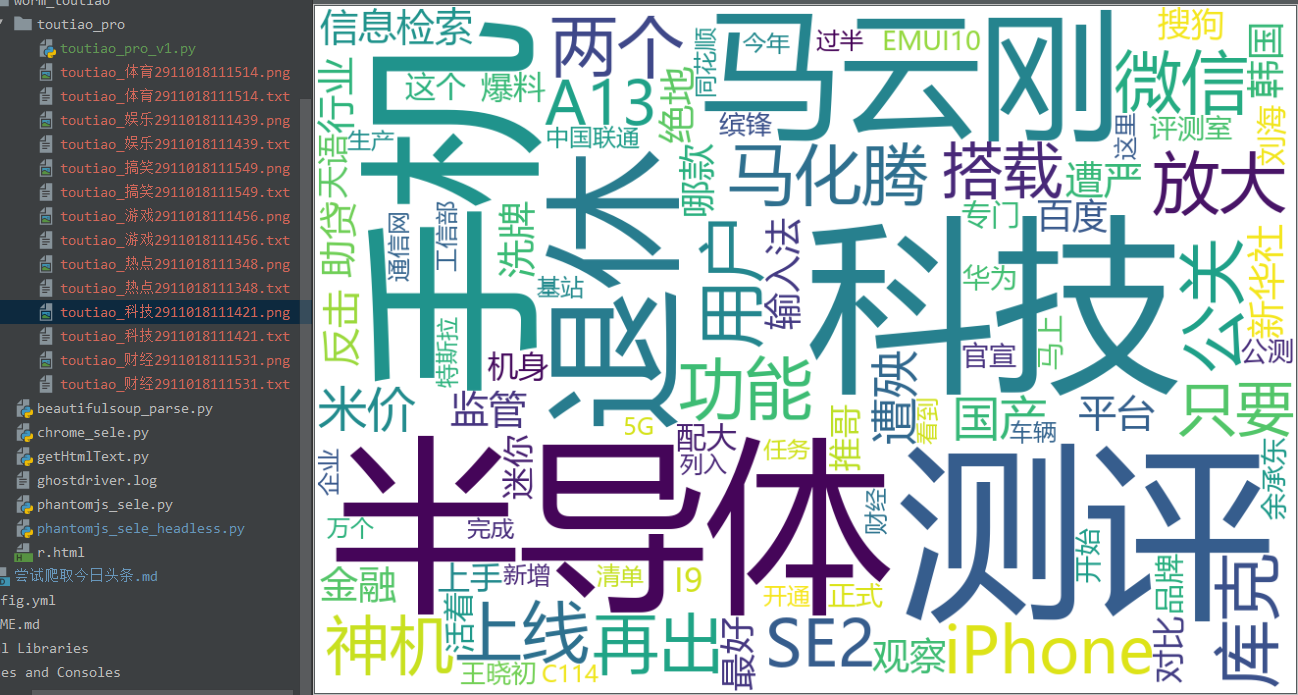 worm_toutiao
toutiao_pro
toutiao_pro_v1.py
toutiao_体育2911018111514.png
toutiao_体育2911018111514.txt
toutiao_娱乐2911018111439.png
toutiao_娱乐2911018111439.txt
toutiao_搞笑2911018111549.png
toutiao_搞笑2911018111549.txt
toutiao_游戏2911018111456.png
toutiao_游戏2911018111456.txt
toutiao_热点2911018111348.png
toutiao_热点2911018111348.txt
toutiao_科技2911018111421.png
toutiao_科技2911018111421.txt
toutiao_财经2911018111531.png
toutiao_财经2911018111531.txt
beautifulsoup_parse.py
chrome_sele.py
getHtmlText.py
ghostdriver.log
phantomjs_sele.py
phantomjs_sele_headless.py
r.html
尝试爬取今日头条.md
fig.yml
ME.md
l Libraries
es and Consoles
信息检索
两个
同花顺
今年
过半
EMUI10
搜狗
韩国
行业
这个
爆料
A13
绝地
马云刚
微信
手机
生产
中国联通
缤锋
这里
评测室
刘海
天语
助贷
通信网
工信部
洗牌
退休
哪款
马化腾
搭载
遭严
放大
专门
百度
用户
输入法
科技
华为
公关
新华社
基站
反击
特斯拉
机身
官宣
马上
公测
米价
监管
功能
遭殃
国产
平台
只要
看到
车辆
5G
配大
列入
任务
推哥
迷你
企业
半导体
测评
财经
余承东
万个
完成
开始
库克
品牌
对比
金融
上手
新增
清单
I9
开通
正式
活着
神机
上线
再出
最好
SE2
观察
iPhone
王晓初
C114